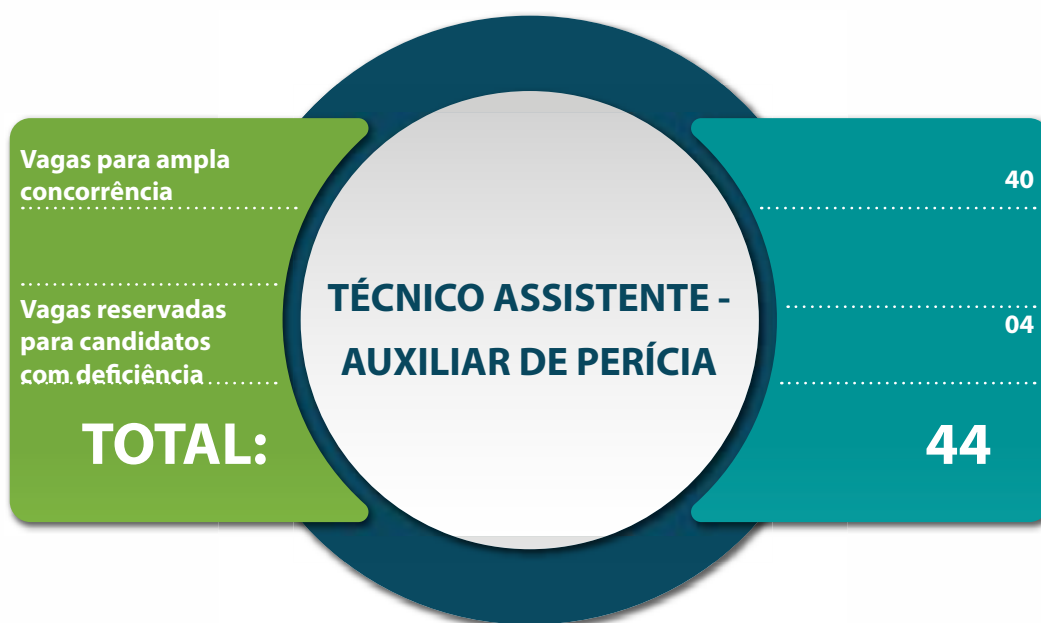 Vagas para ampla
concorrência
40
TÉCNICO ASSISTENTE -
AUXILIAR DE PERÍCIA
Vagas reservadas
para candidatos
com deficiência
04
TOTAL:
44